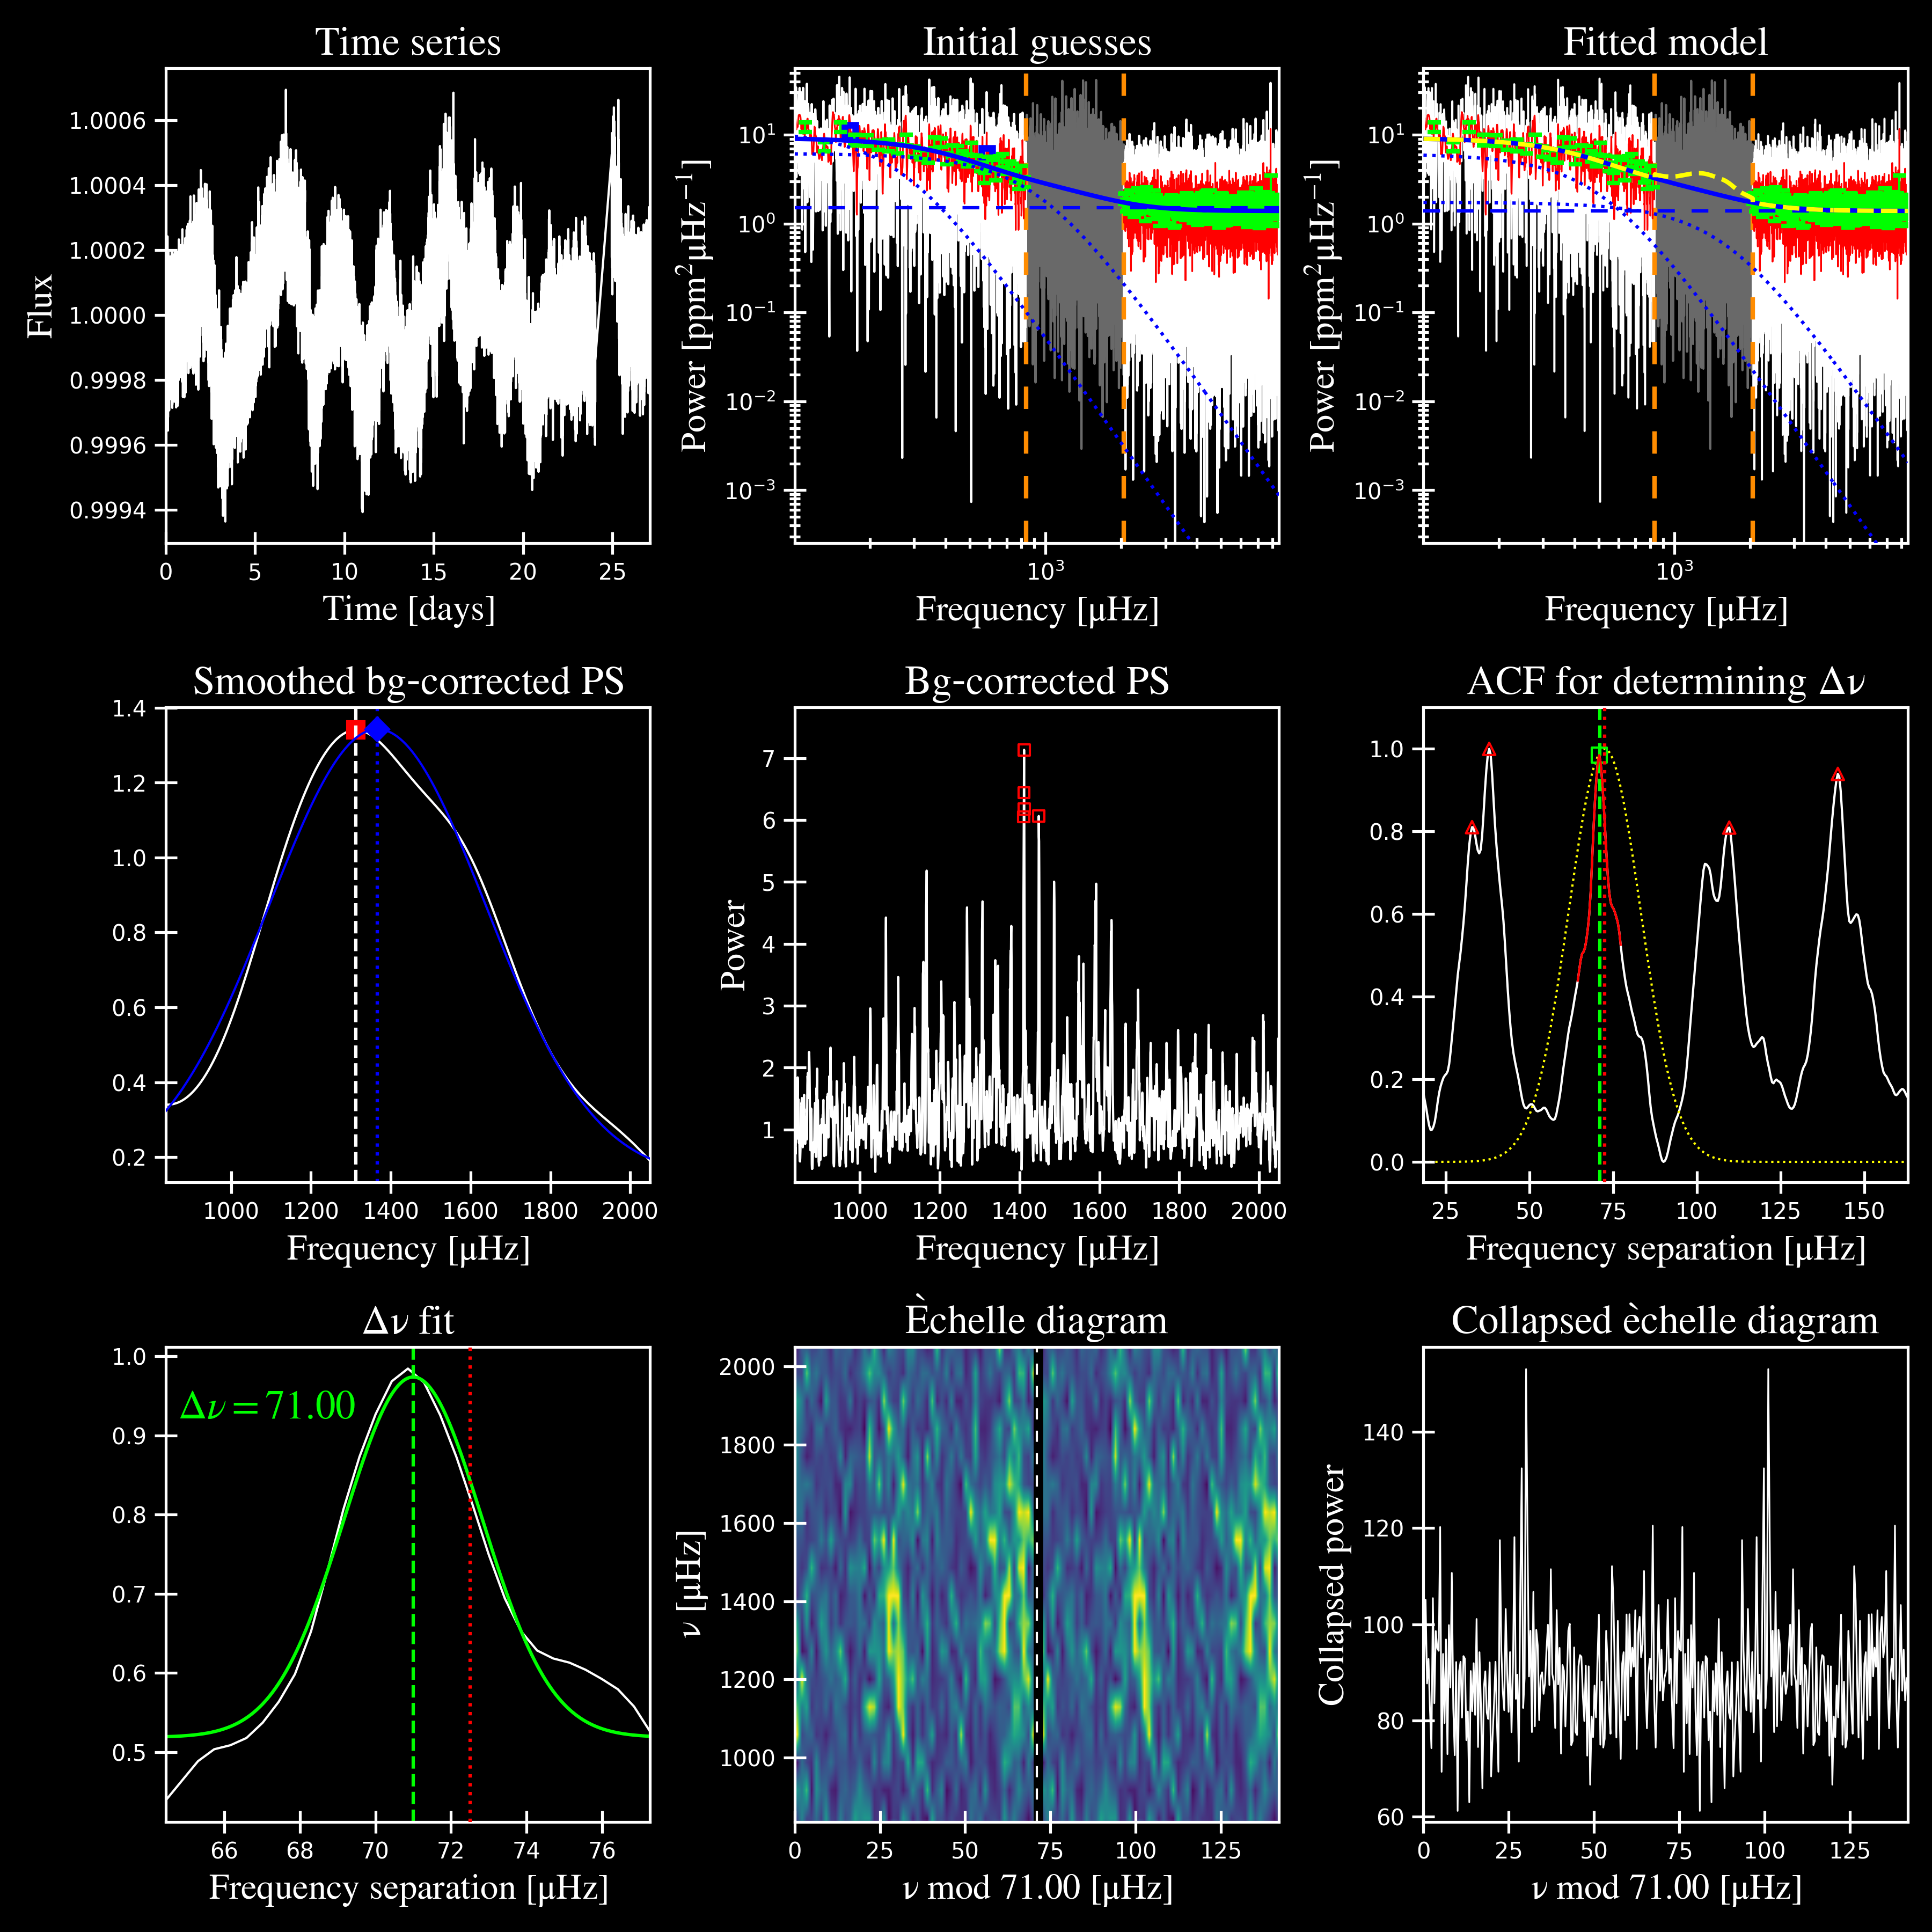 Time series
Initial guesses
Fitted model
1.0006
1.0004
1.0002
1.0000
0.9998
0.9996
0.9994
Flux
0 5 10 15 20 25
Time [days]
10¹
10⁰
10⁻¹
10⁻²
10⁻³
Power [ppm² μHz⁻¹]
10³
Frequency [μHz]
10¹
10⁰
10⁻¹
10⁻²
10⁻³
Power [ppm² μHz⁻¹]
10³
Frequency [μHz]
Smoothed bg-corrected PS
Bg-corrected PS
ACF for determining Δν
1.4
1.2
1.0
0.8
0.6
0.4
0.2
1000 1200 1400 1600 1800 2000
Frequency [μHz]
7
6
5
4
3
2
1
Power
1000 1200 1400 1600 1800 2000
Frequency [μHz]
1.0
0.8
0.6
0.4
0.2
0.0
25 50 75 100 125 150
Frequency separation [μHz]
Δν fit
Èchelle diagram
Collapsed èchelle diagram
1.0
0.9
0.8
0.7
0.6
0.5
Δν = 71.00
66 68 70 72 74 76
Frequency separation [μHz]
2000
1800
1600
1400
1200
1000
ν [μHz]
0 25 50 75 100 125
ν mod 71.00 [μHz]
140
120
100
80
60
Collapsed power
0 25 50 75 100 125
ν mod 71.00 [μHz]